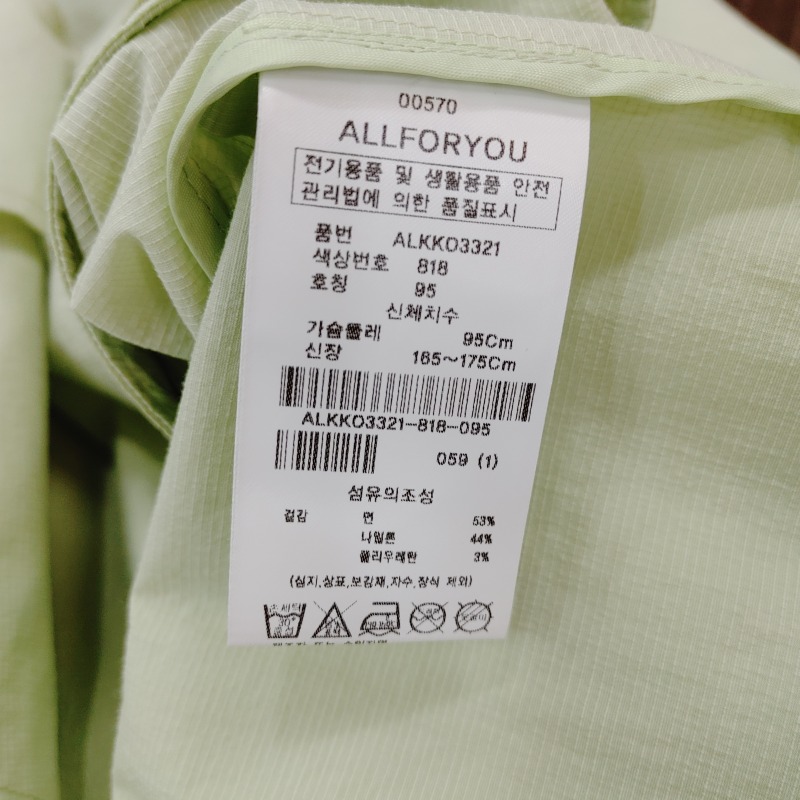 00570
ALLFORYOU
전기용품 및 생활용품 안전
관리법에 의한 품질표시
품번 ALKKO3321
색상번호 818
호칭 95
신체치수
가슴둘레 95Cm
신장 165~175Cm
ALKKO3321-818-095
059 (1)
섬유의조성
겉감 면 53%
나일론 44%
폴리우레탄 3%
(심지,상표,보강재,자수,장식 제외)
손세탁